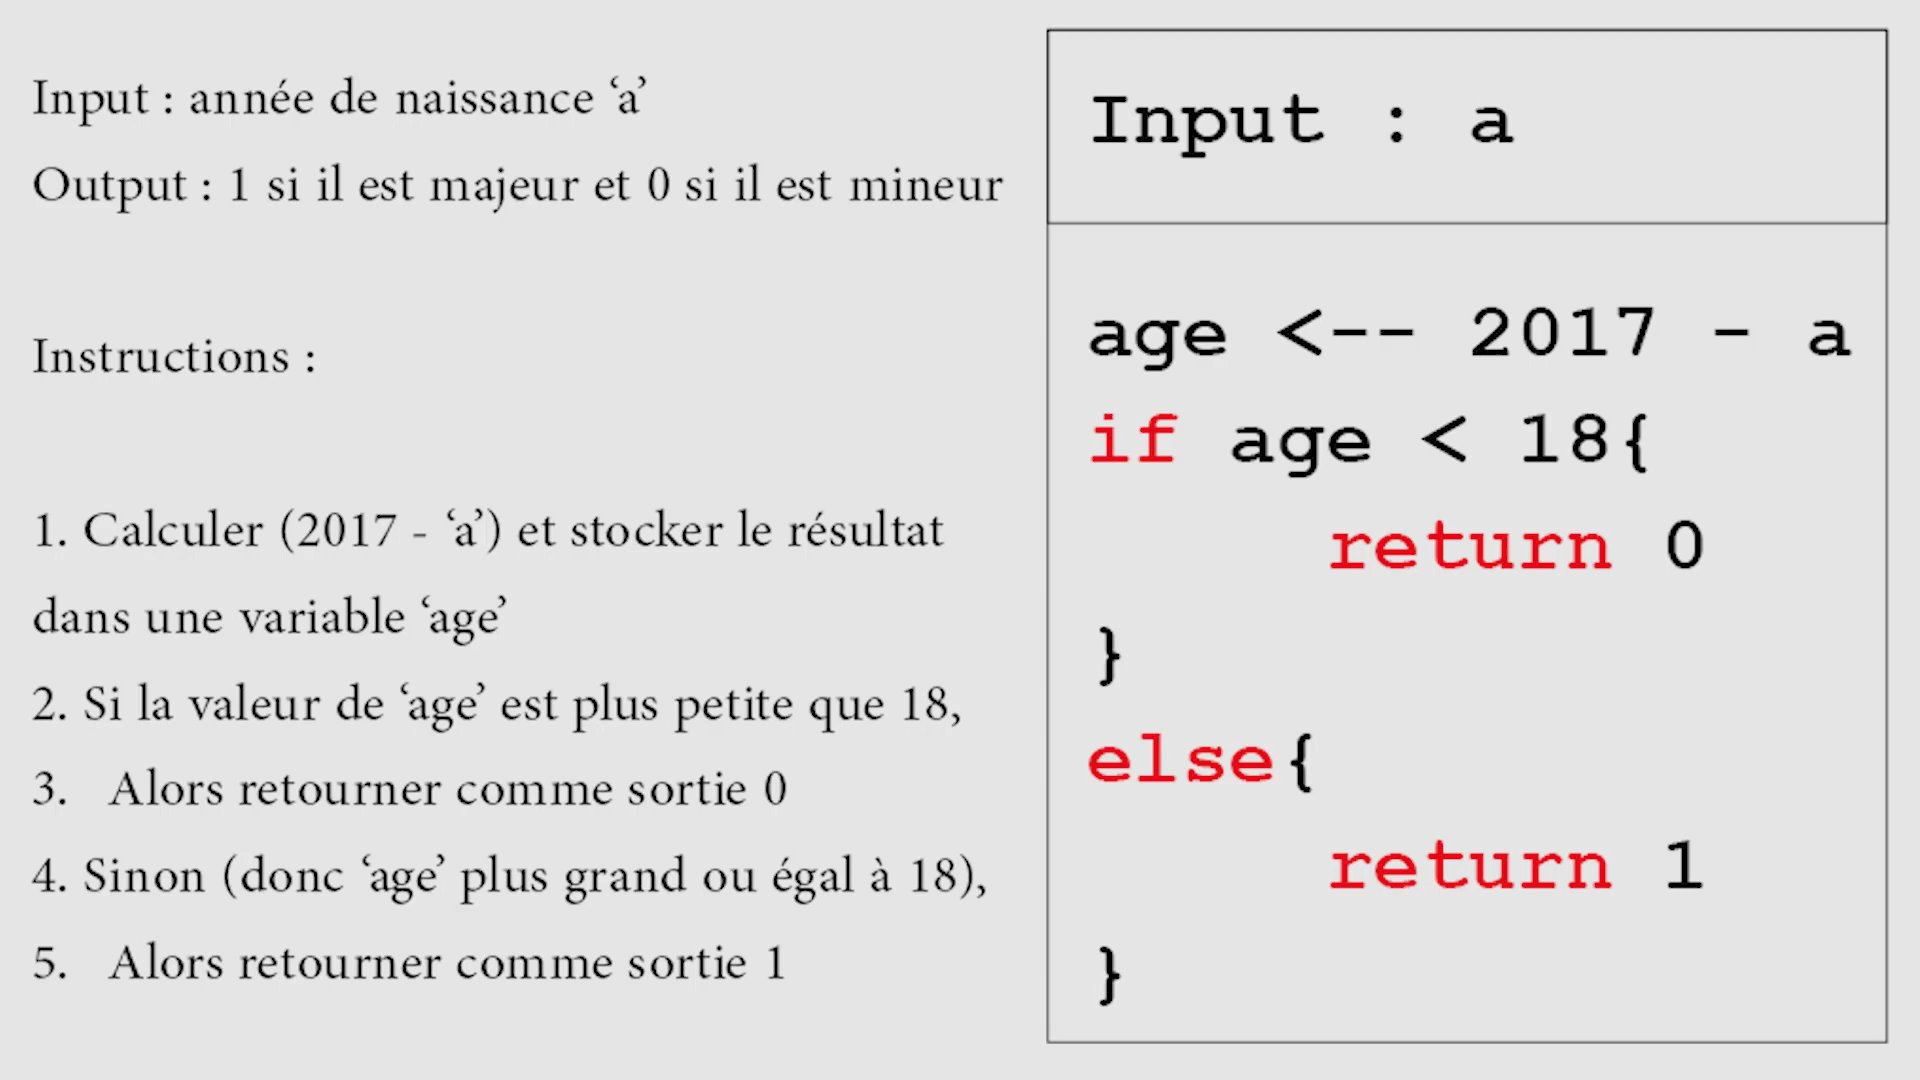 Input : année de naissance ‘a’
Output : 1 si il est majeur et 0 si il est mineur
Instructions :
1. Calculer (2017 - ‘a’) et stocker le résultat
dans une variable ‘age’
2. Si la valeur de ‘age’ est plus petite que 18,
3. Alors retourner comme sortie 0
4. Sinon (donc ‘age’ plus grand ou égal à 18),
5. Alors retourner comme sortie 1
Input : a
age <-- 2017 - a
if age < 18{
return 0
}
else{
return 1
}